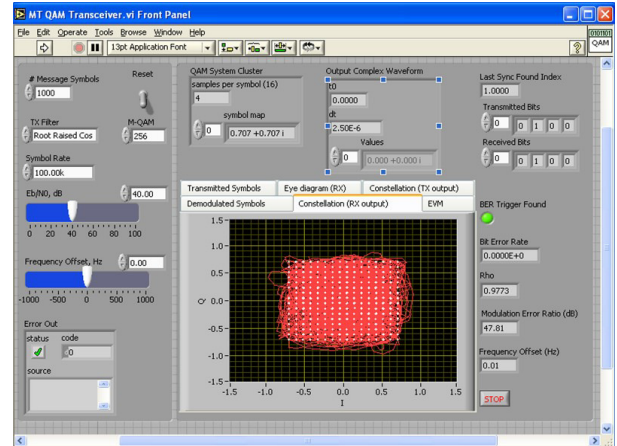 MT QAM Transceiver.vi Front Panel
File Edit Operate Tools Browse Window Help
13pt Application Font
?
0101101
QAM
# Message Symbols
1000
Reset
TX Filter
Root Raised Cos
M-QAM
256
Symbol Rate
100.00k
Eb/N0, dB
40.00
0 20 40 60 80 100
Frequency Offset, Hz
0.00
-1000 -500 0 500 1000
Error Out
status code
0
source
QAM System Cluster
samples per symbol (16)
4
symbol map
0
0.707 +0.707 i
Output Complex Waveform
t0
0.0000
dt
2.50E-6
Values
0
0.000 +0.000 i
Last Sync Found Index
1.0000
Transmitted Bits
0 0 1 0 0
Received Bits
0 0 1 0 0
Transmitted Symbols Eye diagram (RX) Constellation (TX output)
Demodulated Symbols Constellation (RX output) EVM
1.5
1.0
0.5
0.0
-0.5
-1.0
-1.5
Q
-1.5 -1.0 -0.5 0.0 0.5 1.0 1.5
I
BER Trigger Found
Bit Error Rate
0.0000E+0
Rho
0.9773
Modulation Error Ratio (dB)
47.81
Frequency Offset (Hz)
0.01
STOP